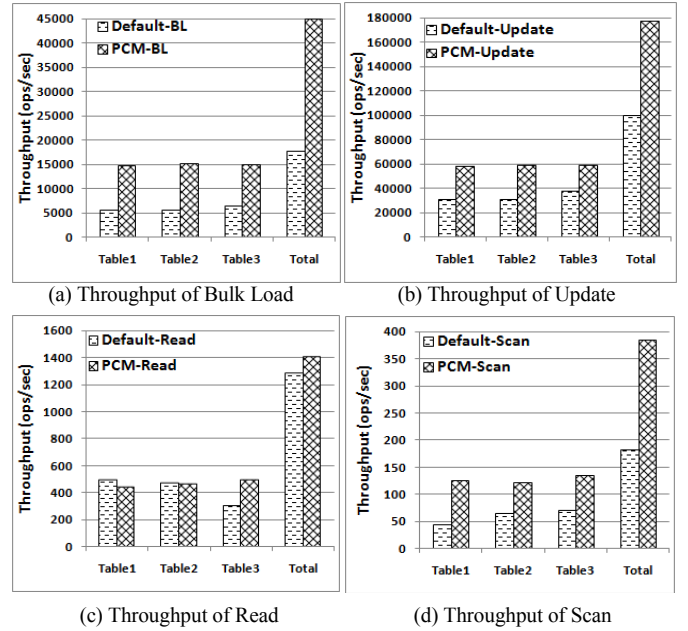 45000
40000
35000
30000
25000
20000
15000
10000
5000
0
Throughput (ops/sec)
Default-BL
PCM-BL
Table1 Table2 Table3 Total
(a) Throughput of Bulk Load
180000
160000
140000
120000
100000
80000
60000
40000
20000
0
Throughput (ops/sec)
Default-Update
PCM-Update
Table1 Table2 Table3 Total
(b) Throughput of Update
1600
1400
1200
1000
800
600
400
200
0
Throughput (ops/sec)
Default-Read
PCM-Read
Table1 Table2 Table3 Total
(c) Throughput of Read
400
350
300
250
200
150
100
50
0
Throughput (ops/sec)
Default-Scan
PCM-Scan
Table1 Table2 Table3 Total
(d) Throughput of Scan